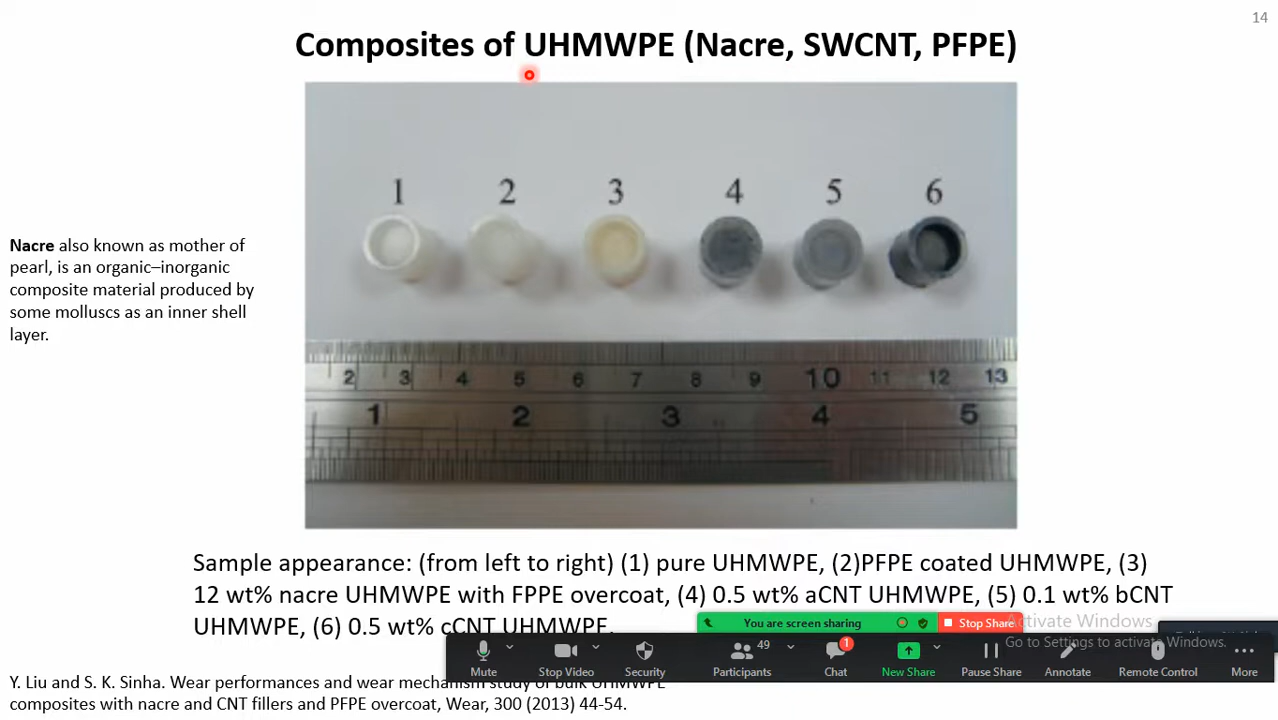 14
Composites of UHMWPE (Nacre, SWCNT, PFPE)
1 2 3 4 5 6
Nacre also known as mother of
pearl, is an organic–inorganic
composite material produced by
some molluscs as an inner shell
layer.
2 3 4 5 6 7 8 9 10 11 12 13
1 2 3 4 5
Sample appearance: (from left to right) (1) pure UHMWPE, (2)PFPE coated UHMWPE, (3)
12 wt% nacre UHMWPE with FPPE overcoat, (4) 0.5 wt% aCNT UHMWPE, (5) 0.1 wt% bCNT
UHMWPE, (6) 0.5 wt% cCNT UHMWPE.
You are screen sharing Stop Share
Activate Windows
Go to Settings to activate Windows.
49 1
Mute Stop Video Security Participants Chat New Share Pause Share Annotate Remote Control More
Y. Liu and S. K. Sinha. Wear performances and wear mechanism study of bulk UHMWPE
composites with nacre and CNT fillers and PFPE overcoat, Wear, 300 (2013) 44-54.